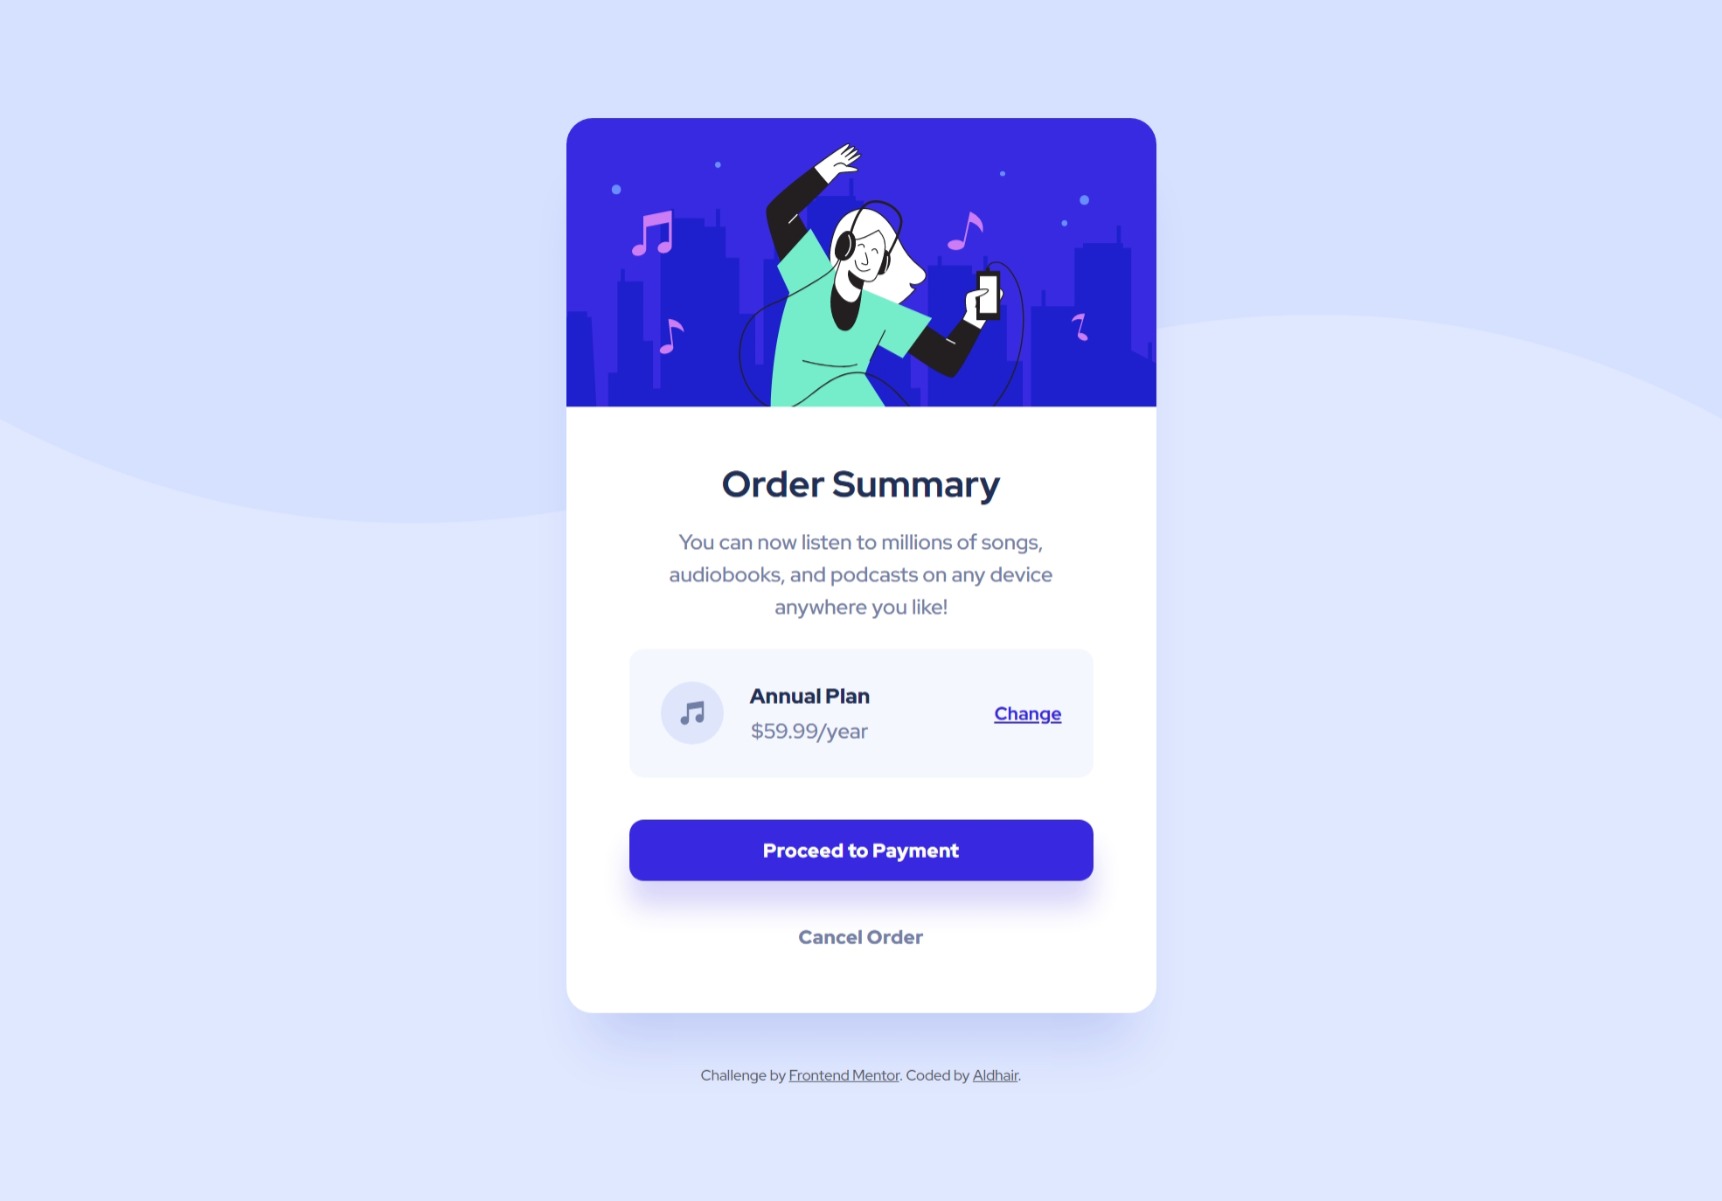 Order Summary
You can now listen to millions of songs,
audiobooks, and podcasts on any device
anywhere you like!
Annual Plan
$59.99/year
Change
Proceed to Payment
Cancel Order
Challenge by Frontend Mentor. Coded by Aldhair.